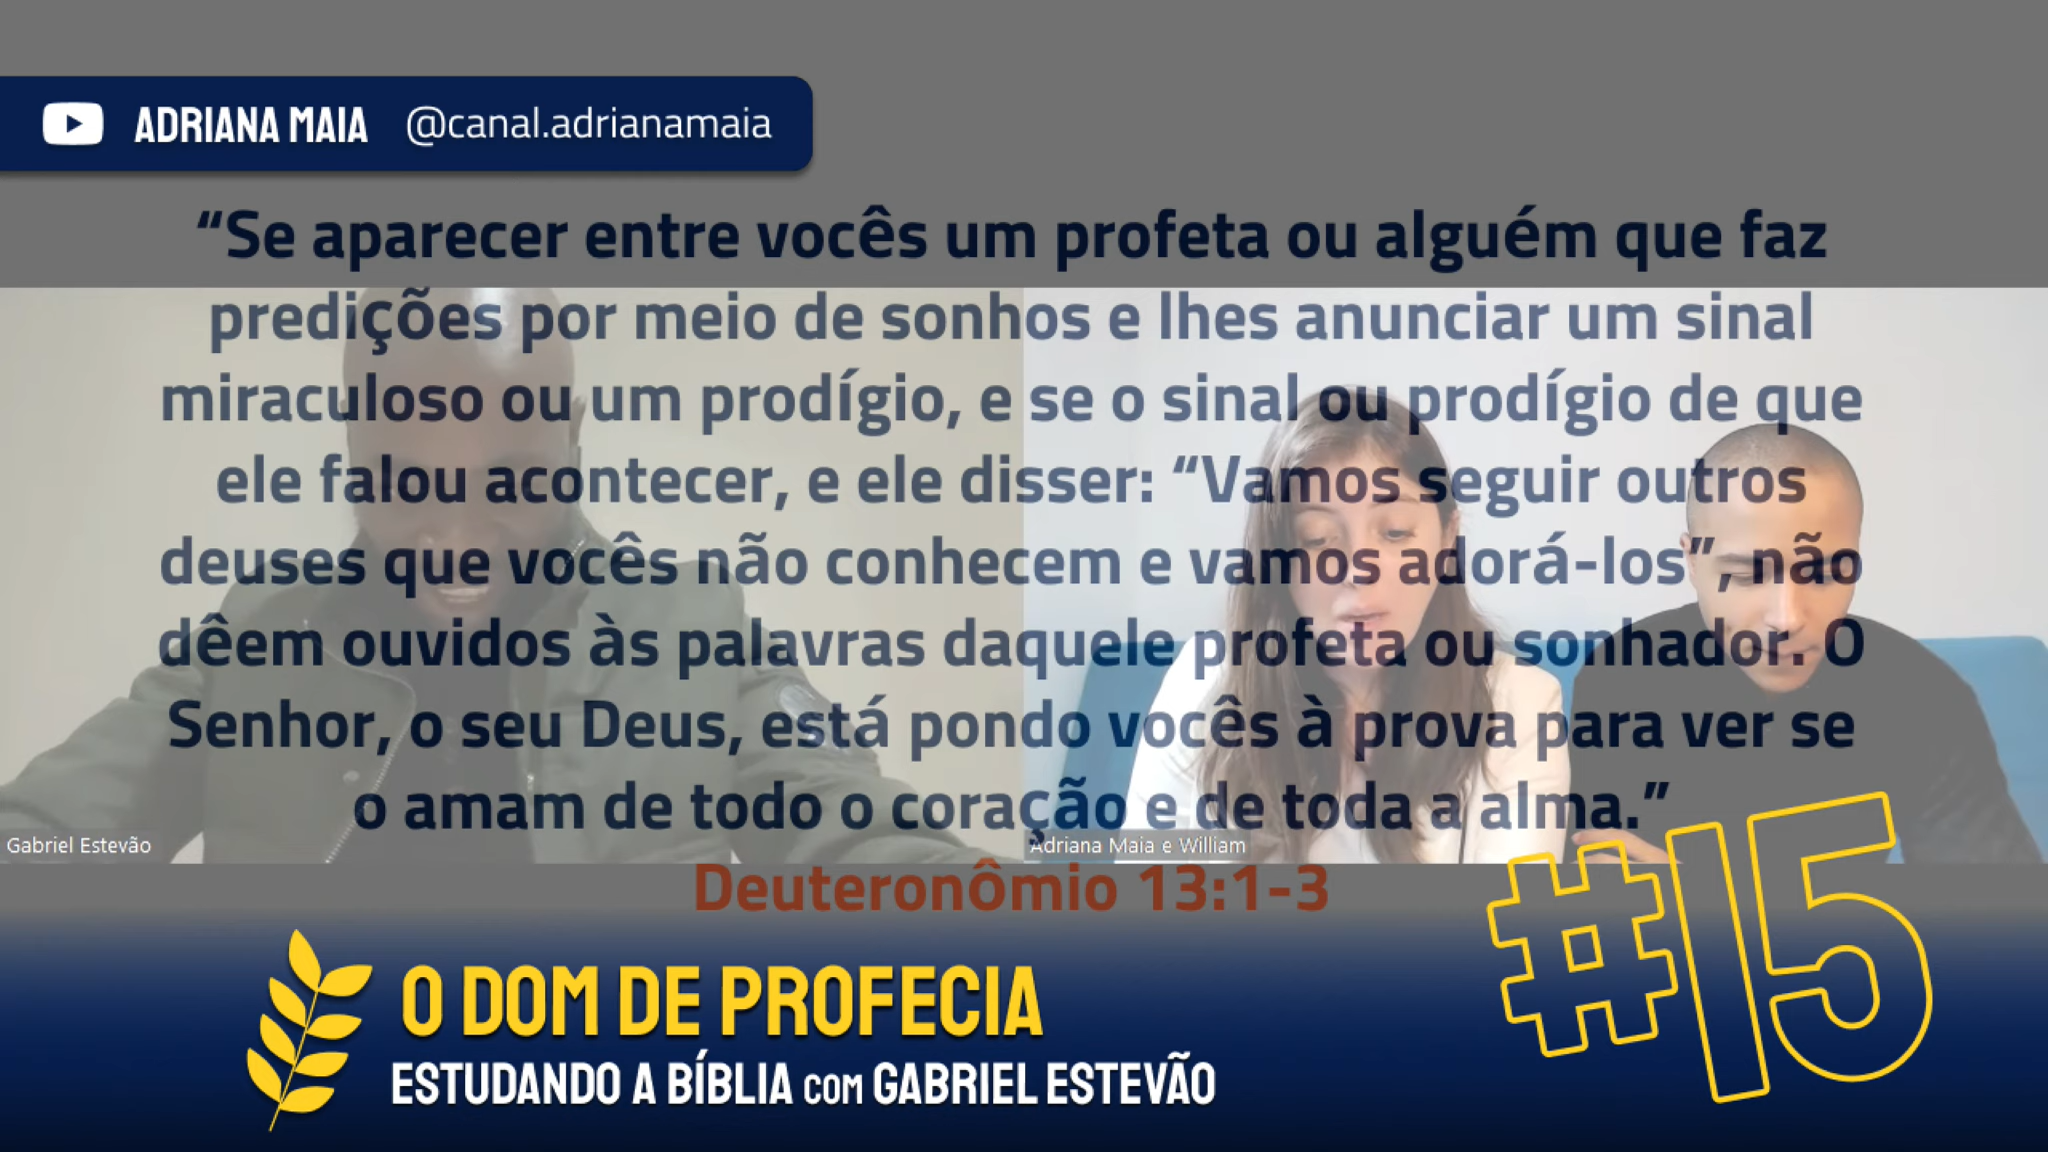 ADRIANA MAIA @canal.adrianamaia
“Se aparecer entre vocês um profeta ou alguém que faz
predições por meio de sonhos e lhes anunciar um sinal
miraculoso ou um prodígio, e se o sinal ou prodígio de que
ele falou acontecer, e ele disser: “Vamos seguir outros
deuses que vocês não conhecem e vamos adorá-los”, não
dêem ouvidos às palavras daquele profeta ou sonhador. O
Senhor, o seu Deus, está pondo vocês à prova para ver se
o amam de todo o coração e de toda a alma.”
Gabriel Estevão
Adriana Maia e William
Deuteronômio 13:1-3
#15
O DOM DE PROFECIA
ESTUDANDO A BÍBLIA COM GABRIEL ESTEVÃO